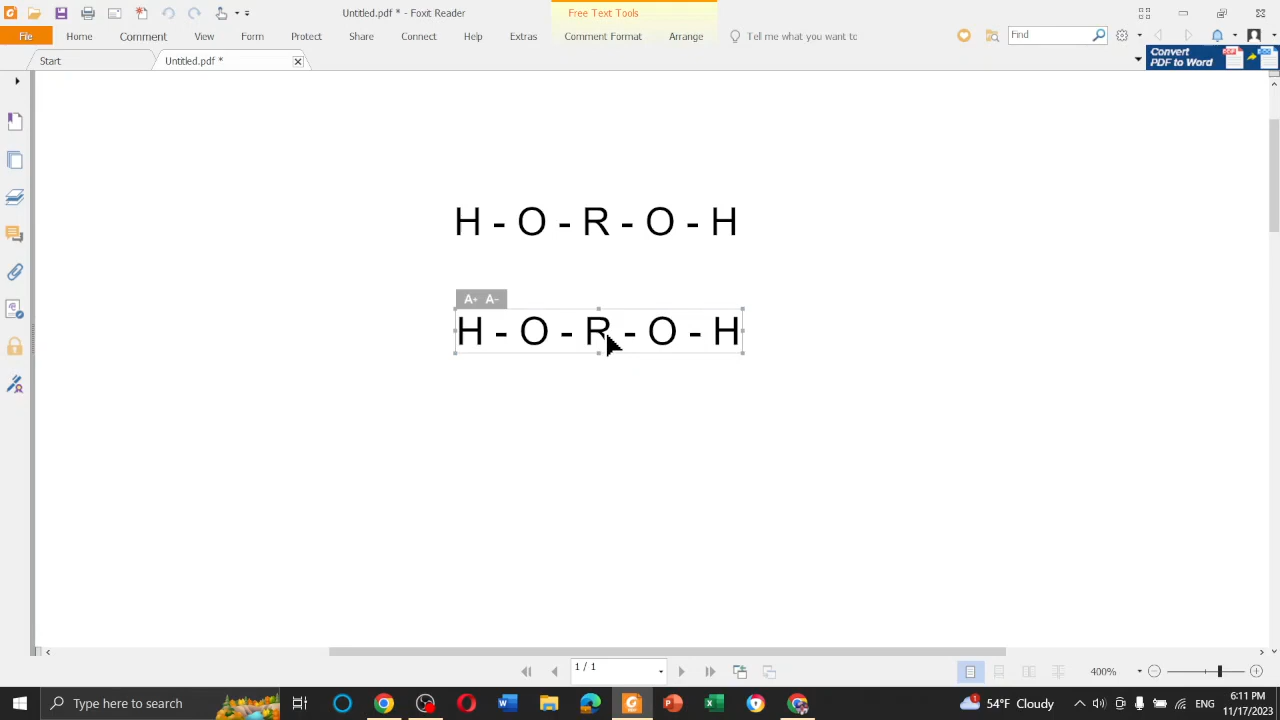 Untitled.pdf * - Foxit Reader
Free Text Tools
File Home Comment View Form Protect Share Connect Help Extras Comment Format Arrange Tell me what you want to Find
Start Untitled.pdf *
Convert
PDF to Word
H - O - R - O - H
A+ A-
H - O - R - O - H
1 / 1
400%
Type here to search
54°F Cloudy
ENG
6:11 PM
11/17/2023